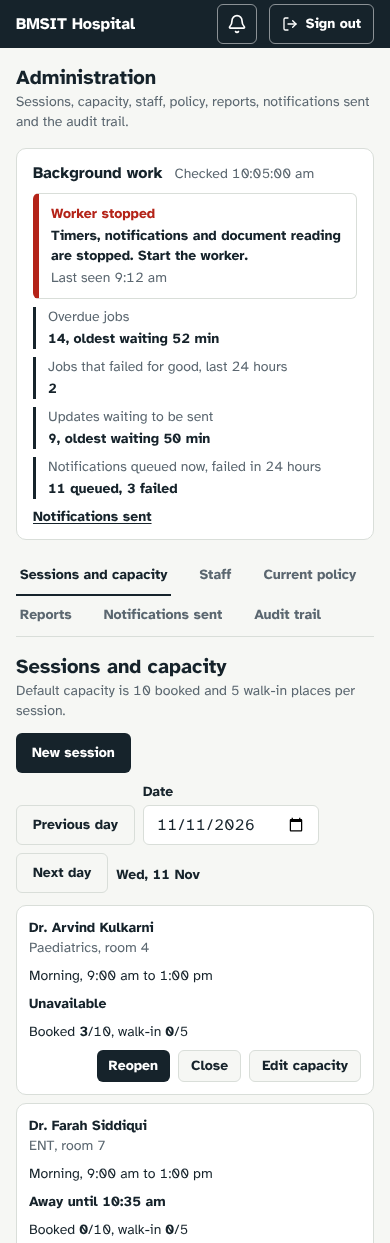 BMSIT Hospital
Sign out
Administration
Sessions, capacity, staff, policy, reports, notifications sent
and the audit trail.
Background work Checked 10:05:00 am
Worker stopped
Timers, notifications and document reading
are stopped. Start the worker.
Last seen 9:12 am
Overdue jobs
14, oldest waiting 52 min
Jobs that failed for good, last 24 hours
2
Updates waiting to be sent
9, oldest waiting 50 min
Notifications queued now, failed in 24 hours
11 queued, 3 failed
Notifications sent
Sessions and capacity Staff Current policy
Reports Notifications sent Audit trail
Sessions and capacity
Default capacity is 10 booked and 5 walk-in places per
session.
New session
Date
Previous day 11/11/2026
Next day Wed, 11 Nov
Dr. Arvind Kulkarni
Paediatrics, room 4
Morning, 9:00 am to 1:00 pm
Unavailable
Booked 3/10, walk-in 0/5
Reopen Close Edit capacity
Dr. Farah Siddiqui
ENT, room 7
Morning, 9:00 am to 1:00 pm
Away until 10:35 am
Booked 0/10, walk-in 0/5